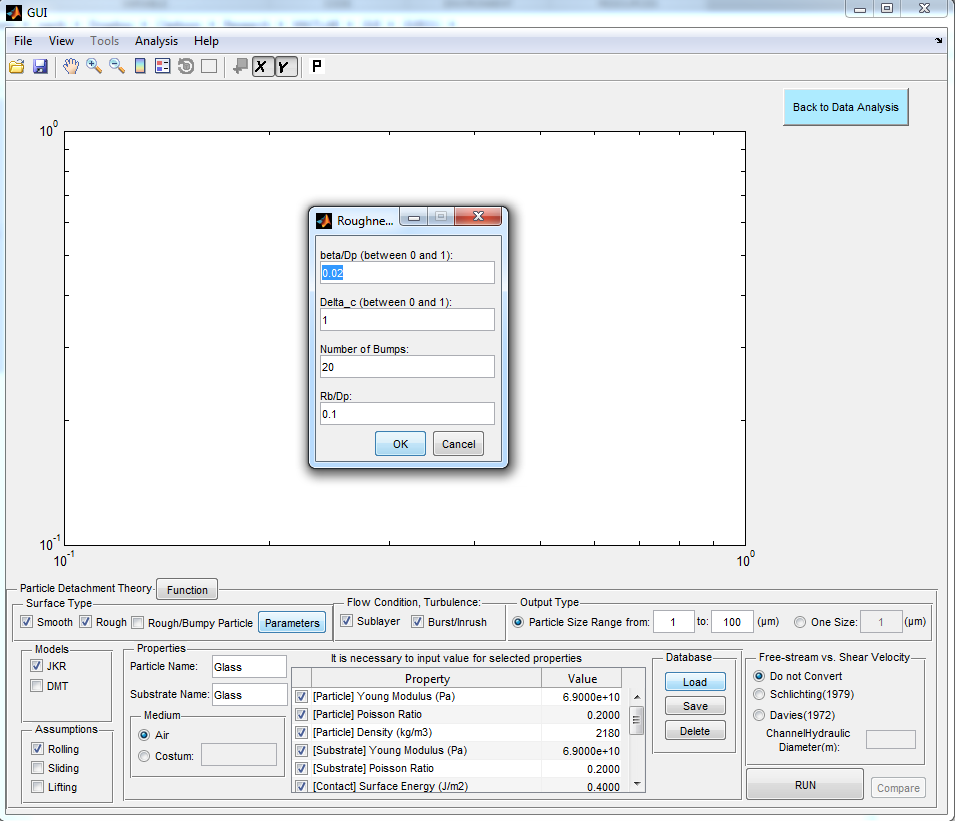 GUI
File View Tools Analysis Help
X Y P
Back to Data Analysis
10^0
Roughne...
beta/Dp (between 0 and 1):
0.02
Delta_c (between 0 and 1):
1
Number of Bumps:
20
Rb/Dp:
0.1
OK Cancel
10^-1
10^-1 10^0
Particle Detachment Theory Function
Surface Type Flow Condition, Turbulence: Output Type
Smooth Rough Rough/Bumpy Particle Parameters Sublayer Burst/Inrush Particle Size Range from: 1 to: 100 (µm) One Size: 1 (µm)
Models
JKR
DMT
Assumptions
Rolling
Sliding
Lifting
Properties
Particle Name: Glass
Substrate Name: Glass
Medium
Air
Costum:
It is necessary to input value for selected properties
Property Value
[Particle] Young Modulus (Pa) 6.9000e+10
[Particle] Poisson Ratio 0.2000
[Particle] Density (kg/m3) 2180
[Substrate] Young Modulus (Pa) 6.9000e+10
[Substrate] Poisson Ratio 0.2000
[Contact] Surface Energy (J/m2) 0.4000
Database
Load
Save
Delete
Free-stream vs. Shear Velocity
Do not Convert
Schlichting(1979)
Davies(1972)
ChannelHydraulic
Diameter(m):
RUN Compare